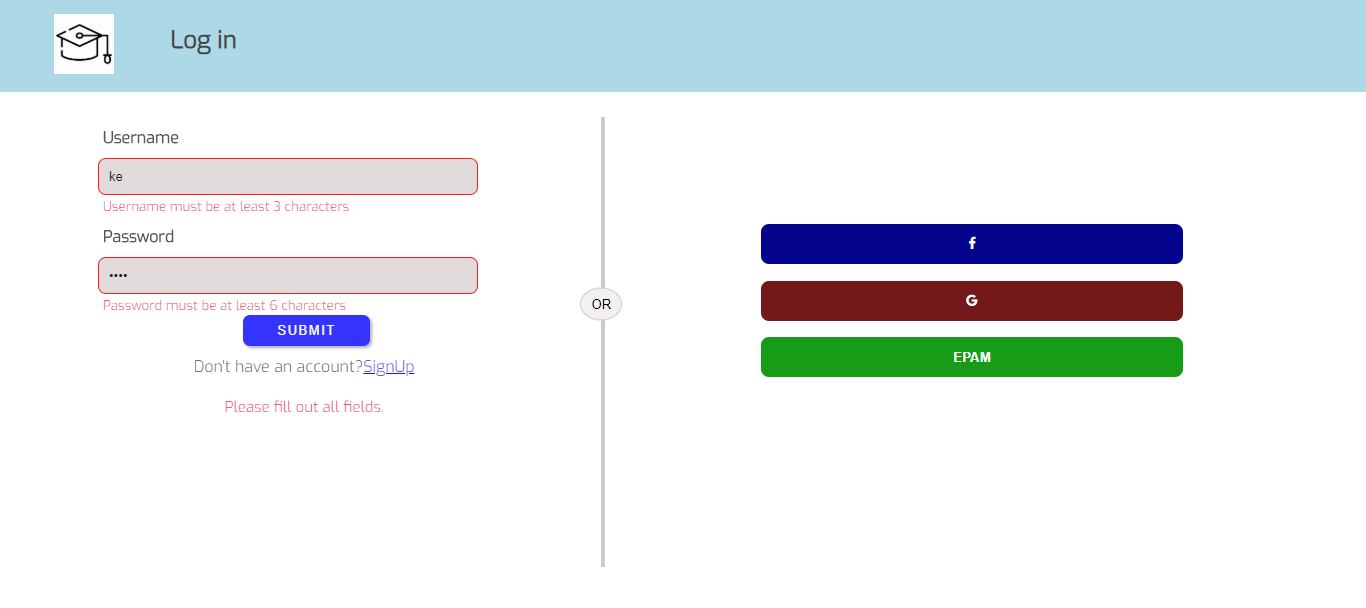 Log in
Username
ke
Username must be at least 3 characters
Password
••••
Password must be at least 6 characters
SUBMIT
Don't have an account?SignUp
Please fill out all fields.
OR
f
G
EPAM